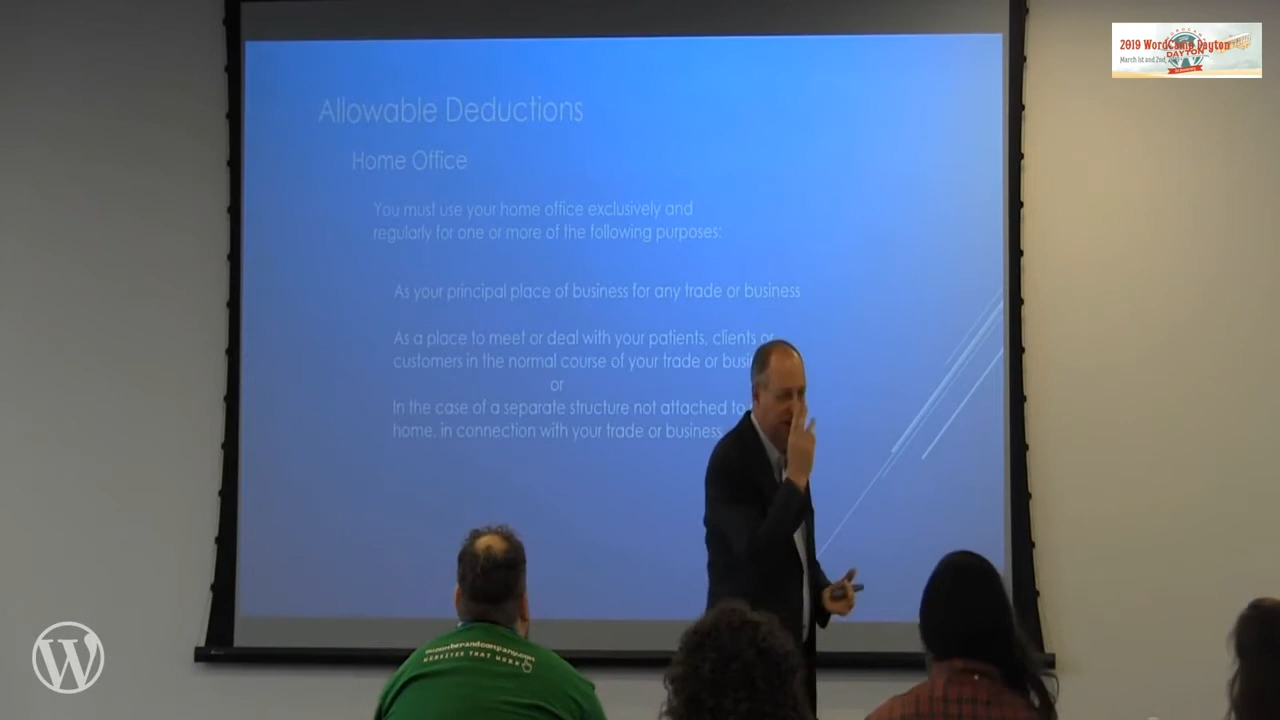 2019 WordCamp Dayton
DAYTON
March 1st and 2nd,
Allowable Deductions
Home Office
You must use your home office exclusively and
regularly for one or more of the following purposes:
As your principal place of business for any trade or business
As a place to meet or deal with your patients, clients or
customers in the normal course of your trade or busi
or
In the case of a separate structure not attached to
home, in connection with your trade or business
WEBSITES THAT WORK
W